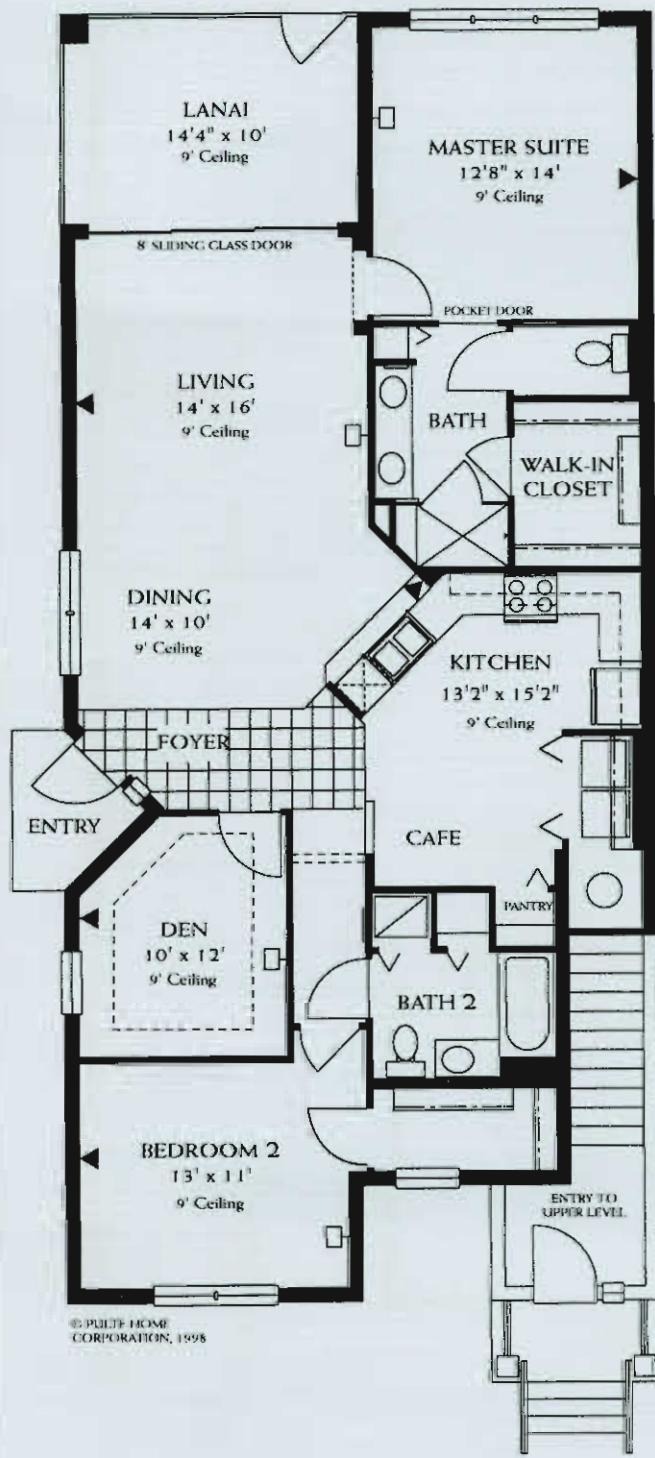 LANAI
14'4" x 10'
9' Ceiling
MASTER SUITE
12'8" x 14'
9' Ceiling
8' SLIDING GLASS DOOR
POCKET DOOR
LIVING
14' x 16'
9' Ceiling
BATH
WALK-IN
CLOSET
DINING
14' x 10'
9' Ceiling
KITCHEN
13'2" x 15'2"
9' Ceiling
FOYER
ENTRY
CAFE
PANTRY
DEN
10' x 12'
9' Ceiling
BATH 2
BEDROOM 2
13' x 11'
9' Ceiling
ENTRY TO
UPPER LEVEL
© PULTE HOME
CORPORATION, 1998